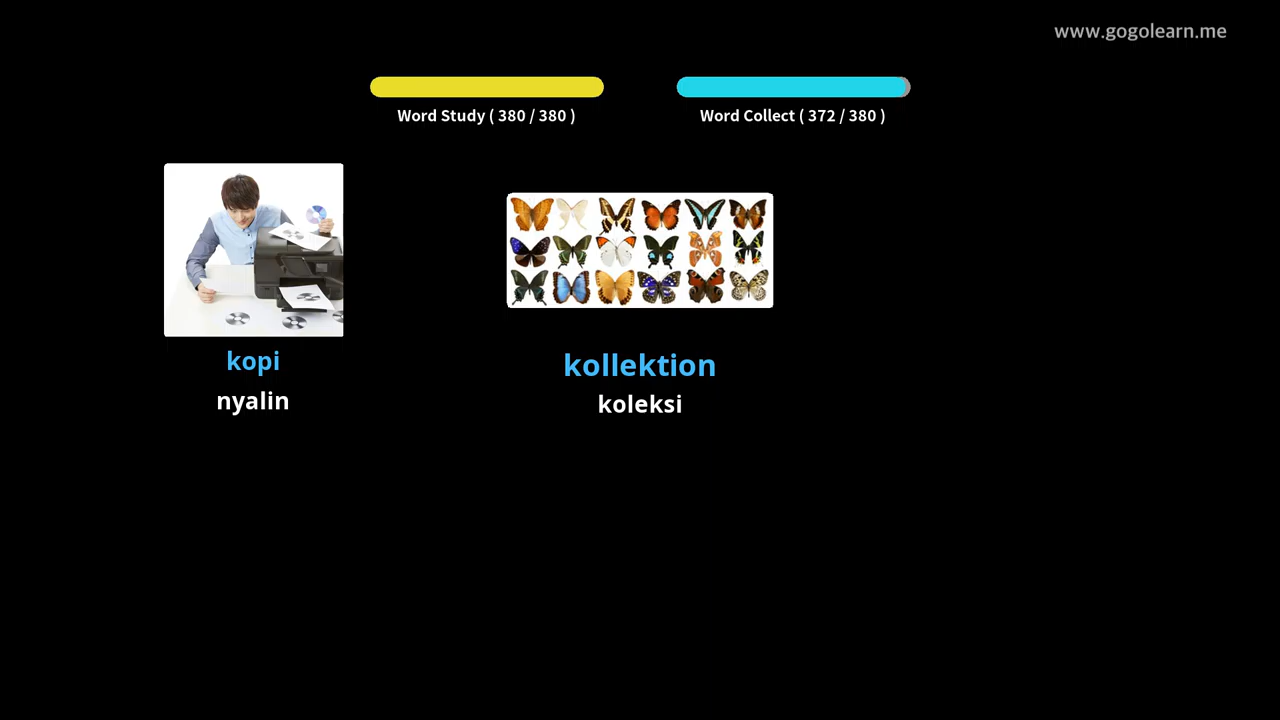 www.gogolearn.me
Word Study ( 380 / 380 )
Word Collect ( 372 / 380 )
kopi
nyalin
kollektion
koleksi